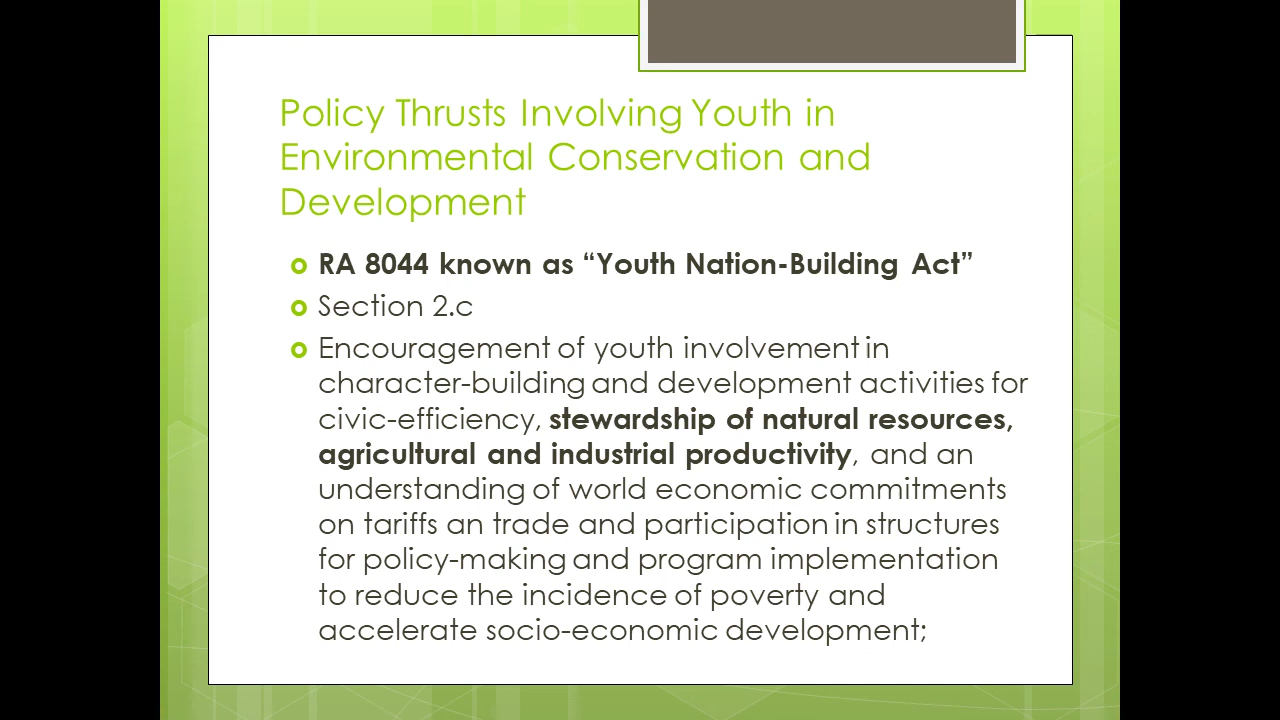 Policy Thrusts Involving Youth in
Environmental Conservation and
Development
RA 8044 known as “Youth Nation-Building Act”
Section 2.c
Encouragement of youth involvement in
character-building and development activities for
civic-efficiency, stewardship of natural resources,
agricultural and industrial productivity, and an
understanding of world economic commitments
on tariffs an trade and participation in structures
for policy-making and program implementation
to reduce the incidence of poverty and
accelerate socio-economic development;